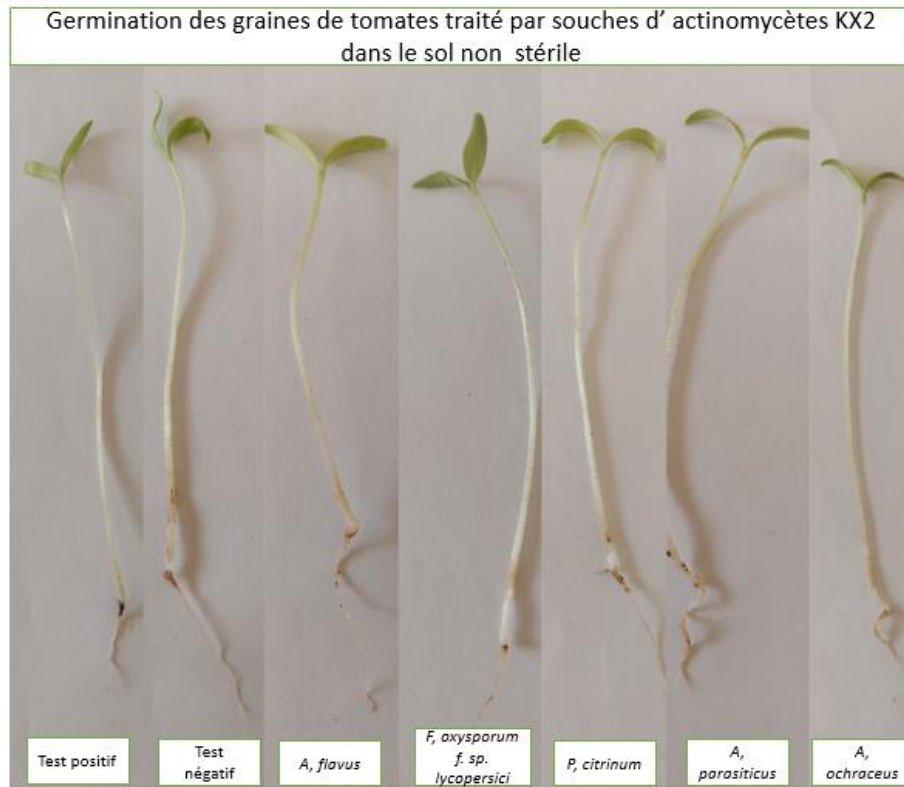 Germination des graines de tomates traité par souches d’ actinomycètes KX2
dans le sol non stérile
Test positif
Test
négatif
A, flavus
F, oxysporum
f. sp.
lycopersici
P, citrinum
A,
parasiticus
A,
ochraceus